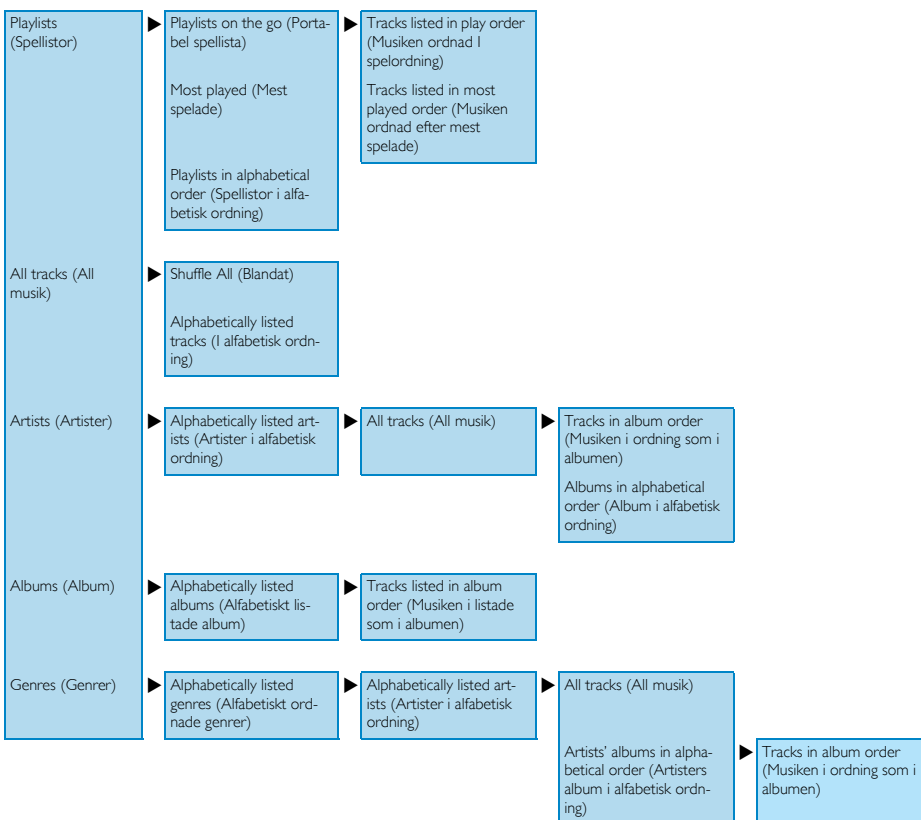 Playlists
(Spellistor)
Playlists on the go (Porta-
bel spellista)
Most played (Mest
spelade)
Playlists in alphabetical
order (Spellistor i alfa-
betisk ordning)
Tracks listed in play order
(Musiken ordnad I
spelordning)
Tracks listed in most
played order (Musiken
ordnad efter mest
spelade)
All tracks (All
musik)
Shuffle All (Blandat)
Alphabetically listed
tracks (I alfabetisk ordn-
ing)
Artists (Artister)
Alphabetically listed art-
ists (Artister i alfabetisk
ordning)
All tracks (All musik)
Tracks in album order
(Musiken i ordning som i
albumen)
Albums in alphabetical
order (Album i alfabetisk
ordning)
Albums (Album)
Alphabetically listed
albums (Alfabetiskt lis-
tade album)
Tracks listed in album
order (Musiken i listade
som i albumen)
Genres (Genrer)
Alphabetically listed
genres (Alfabetiskt ord-
nade genrer)
Alphabetically listed art-
ists (Artister i alfabetisk
ordning)
All tracks (All musik)
Artists' albums in alpha-
betical order (Artisters
album i alfabetisk ordn-
ing)
Tracks in album order
(Musiken i ordning som i
albumen)